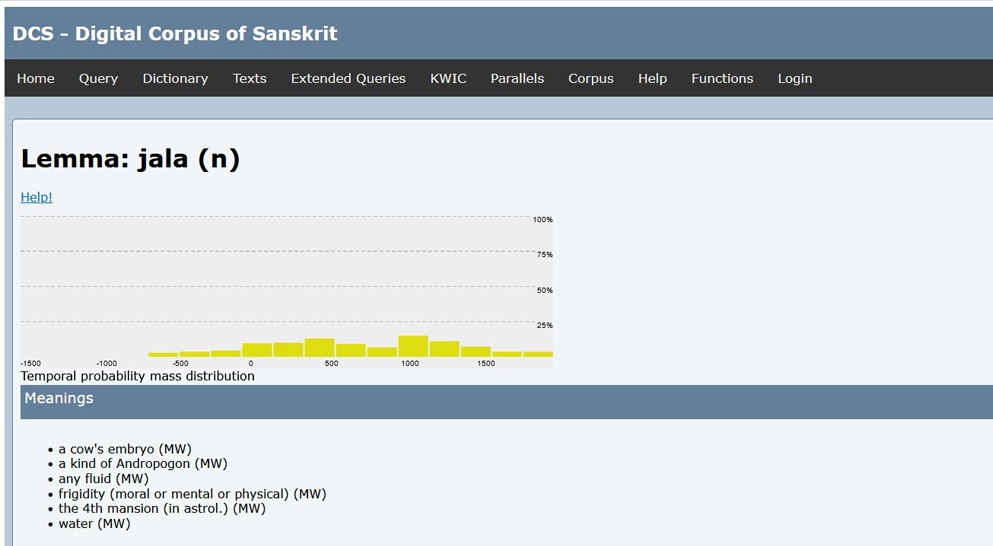 DCS - Digital Corpus of Sanskrit
Home Query Dictionary Texts Extended Queries KWIC Parallels Corpus Help Functions Login
Lemma: jala (n)
Help!
100%
75%
50%
25%
-1500 -1000 -500 0 500 1000 1500
Temporal probability mass distribution
Meanings
• a cow's embryo (MW)
• a kind of Andropogon (MW)
• any fluid (MW)
• frigidity (moral or mental or physical) (MW)
• the 4th mansion (in astrol.) (MW)
• water (MW)